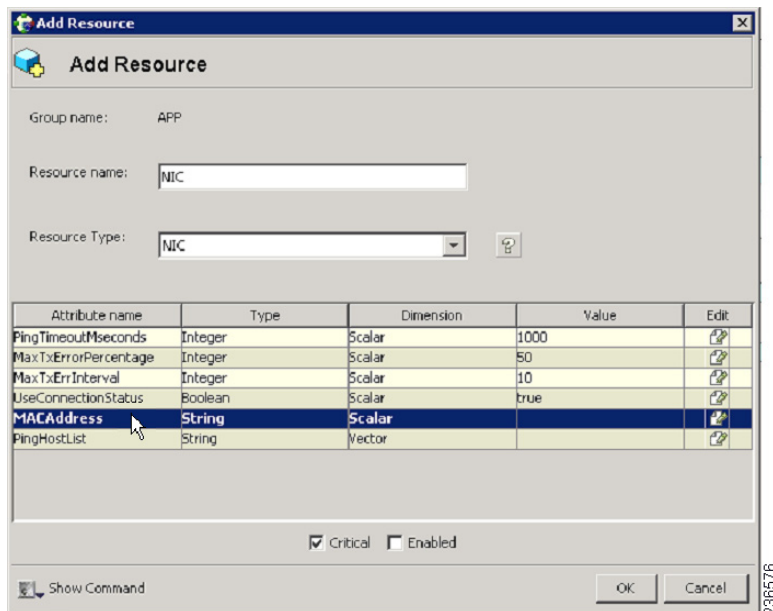 Add Resource
Add Resource
Group name: APP
Resource name: NIC
Resource Type: NIC
Attribute name Type Dimension Value Edit
PingTimeoutMseconds Integer Scalar 1000
MaxTxErrorPercentage Integer Scalar 50
MaxTxErrInterval Integer Scalar 10
UseConnectionStatus Boolean Scalar true
MACAddress String Scalar
PingHostList String Vector
Critical Enabled
Show Command OK Cancel